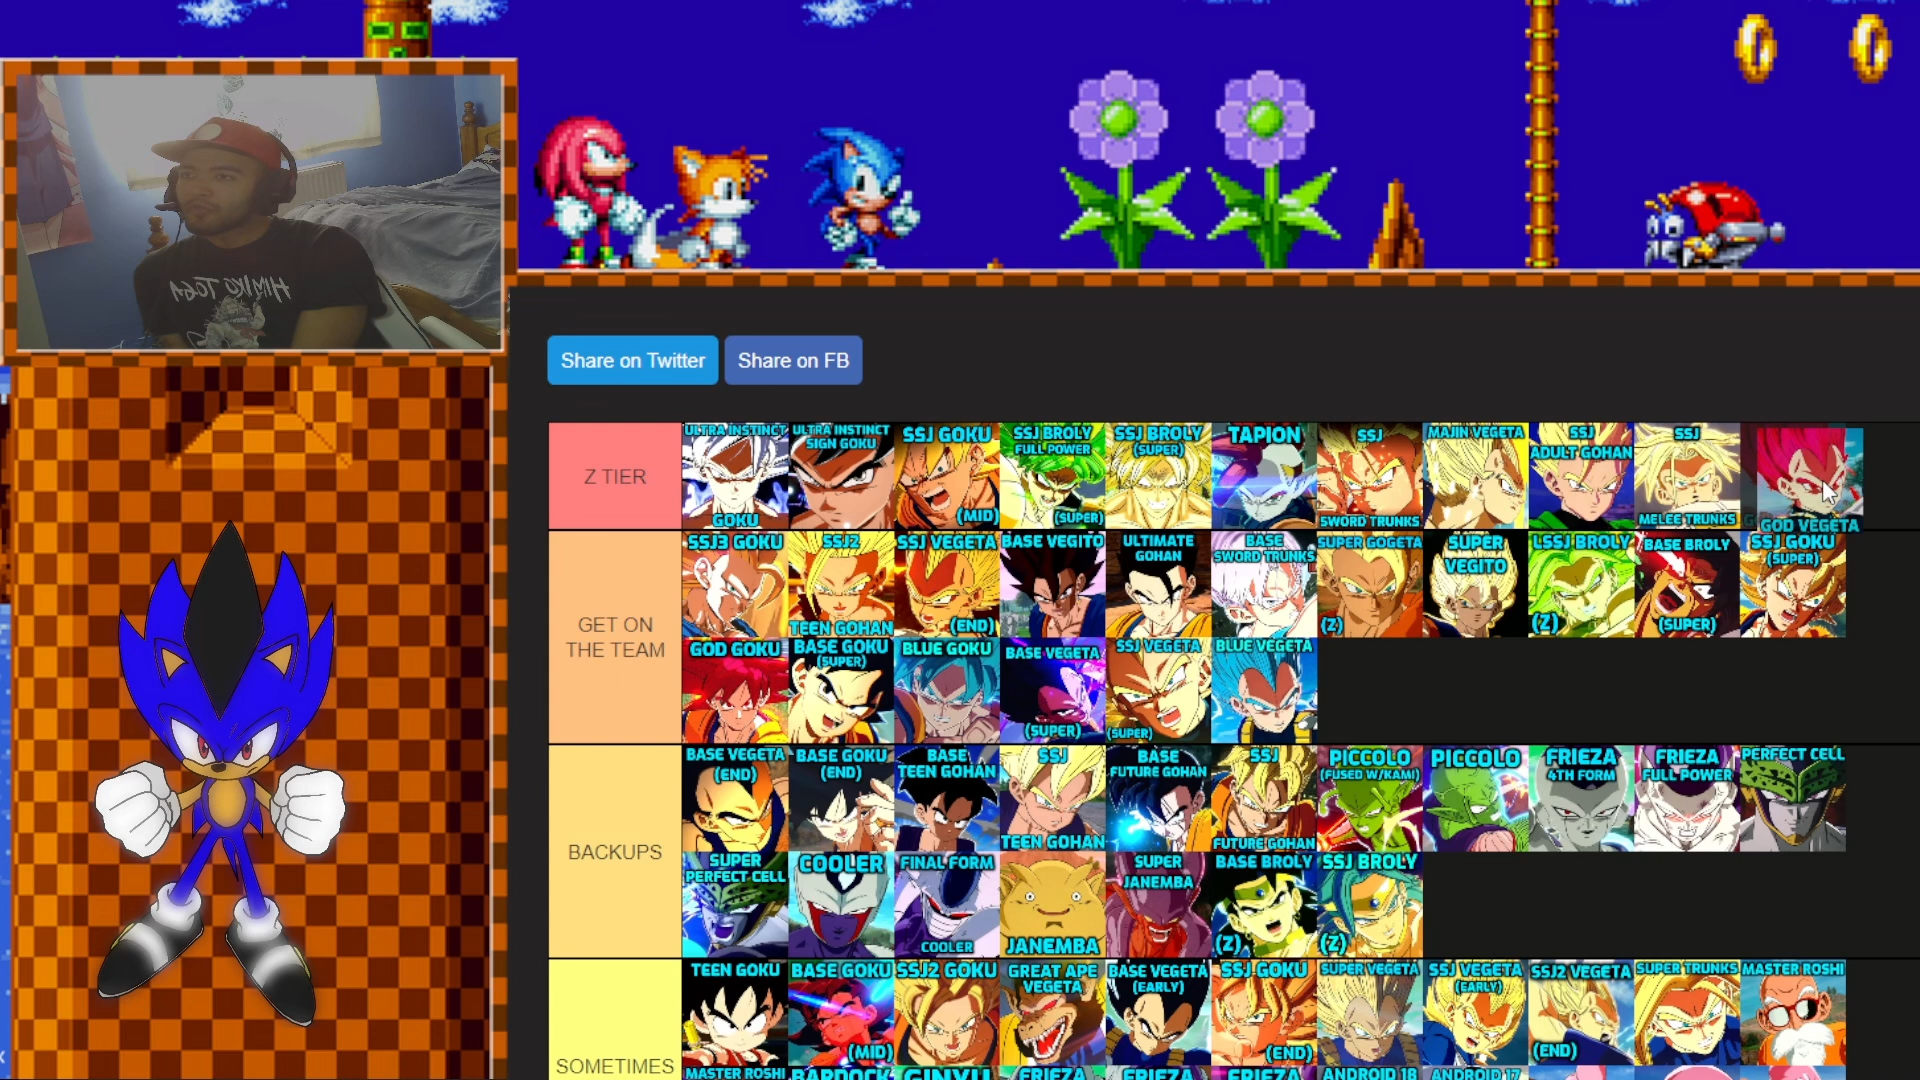 HIMIKO TOGA
Share on Twitter Share on FB
Z TIER
ULTRA INSTINCT
GOKU
ULTRA INSTINCT
SIGN GOKU
SSJ GOKU
(MID)
SSJ BROLY
FULL POWER
(SUPER)
SSJ BROLY
(SUPER)
TAPION
SSJ
SWORD TRUNKS
MAJIN VEGETA
SSJ
ADULT GOHAN
SSJ
MELEE TRUNKS
GOD VEGETA
GET ON
THE TEAM
SSJ3 GOKU
SSJ2
TEEN GOHAN
SSJ VEGETA
(END)
BASE VEGITO
ULTIMATE
GOHAN
BASE
SWORD TRUNKS
SUPER GOGETA
(Z)
SUPER
VEGITO
LSSJ BROLY
(Z)
BASE BROLY
(SUPER)
SSJ GOKU
(SUPER)
GOD GOKU
BASE GOKU
(SUPER)
BLUE GOKU
BASE VEGETA
(SUPER)
SSJ VEGETA
(SUPER)
BLUE VEGETA
BACKUPS
BASE VEGETA
(END)
BASE GOKU
(END)
BASE
TEEN GOHAN
SSJ
TEEN GOHAN
BASE
FUTURE GOHAN
SSJ
FUTURE GOHAN
PICCOLO
(FUSED W/KAMI)
PICCOLO
FRIEZA
4TH FORM
FRIEZA
FULL POWER
PERFECT CELL
SUPER
PERFECT CELL
COOLER
FINAL FORM
COOLER
JANEMBA
SUPER
JANEMBA
BASE BROLY
(Z)
SSJ BROLY
(Z)
SOMETIMES
TEEN GOKU
BASE GOKU
(MID)
SSJ2 GOKU
GREAT APE
VEGETA
BASE VEGETA
(EARLY)
SSJ GOKU
(END)
SUPER VEGETA
SSJ VEGETA
(EARLY)
SSJ2 VEGETA
(END)
SUPER TRUNKS
MASTER ROSHI
MASTER ROSHI
BARDOCK
GINYU
FRIEZA
FRIEZA
FRIEZA
ANDROID 18
ANDROID 17